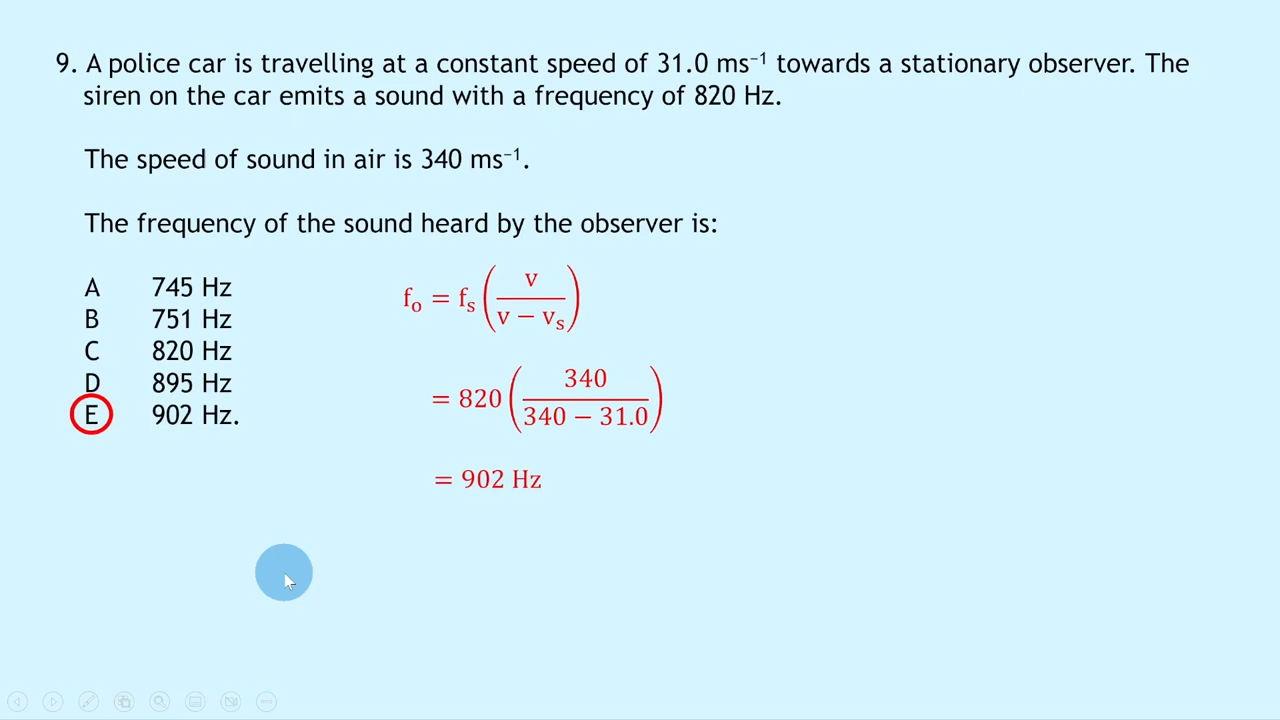 9. A police car is travelling at a constant speed of 31.0 ms⁻¹ towards a stationary observer. The
siren on the car emits a sound with a frequency of 820 Hz.
The speed of sound in air is 340 ms⁻¹.
The frequency of the sound heard by the observer is:
A 745 Hz
B 751 Hz
C 820 Hz
D 895 Hz
E 902 Hz.
fₒ = fₛ (v / (v − vₛ))
= 820 (340 / (340 − 31.0))
= 902 Hz